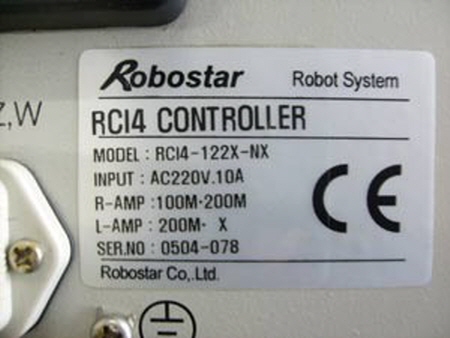 Robostar Robot System
Z,W
RCI4 CONTROLLER
MODEL : RCI4-122X-NX
INPUT : AC220V.10A
R-AMP :100M·200M
L-AMP : 200M· X
SER.NO : 0504-078
CE
Robostar Co,.Ltd.